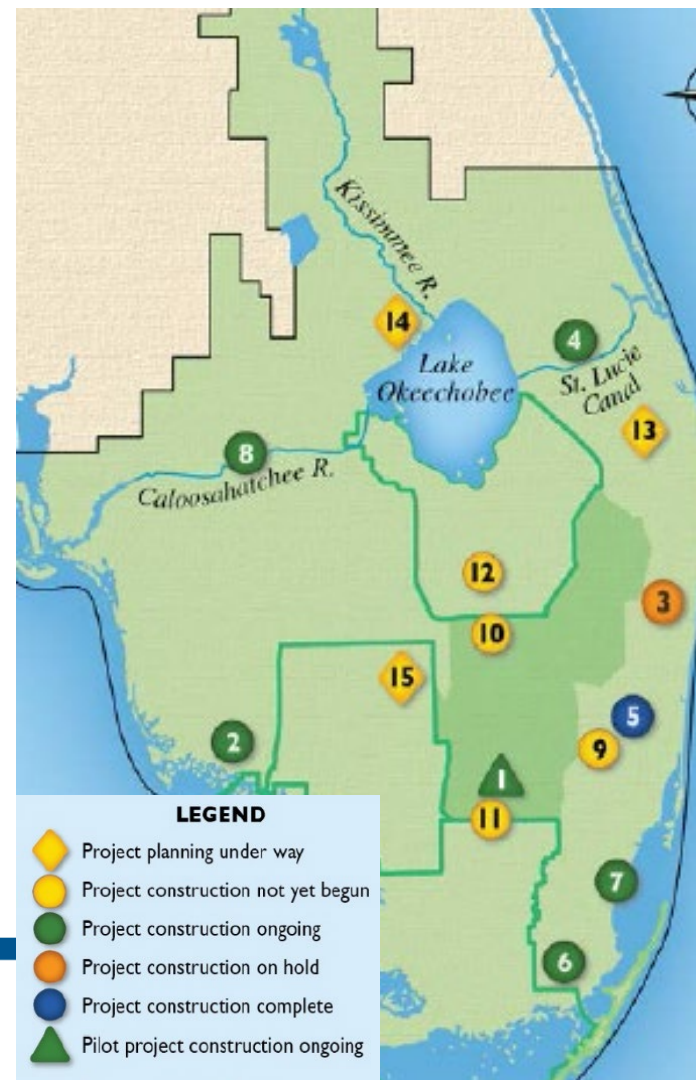 Kissimmee R.
14
4
Lake
Okeechobee
St. Lucie
Canal
13
8
Caloosahatchee R.
12
3
10
15
5
2
9
1
11
7
6
LEGEND
Project planning under way
Project construction not yet begun
Project construction ongoing
Project construction on hold
Project construction complete
Pilot project construction ongoing